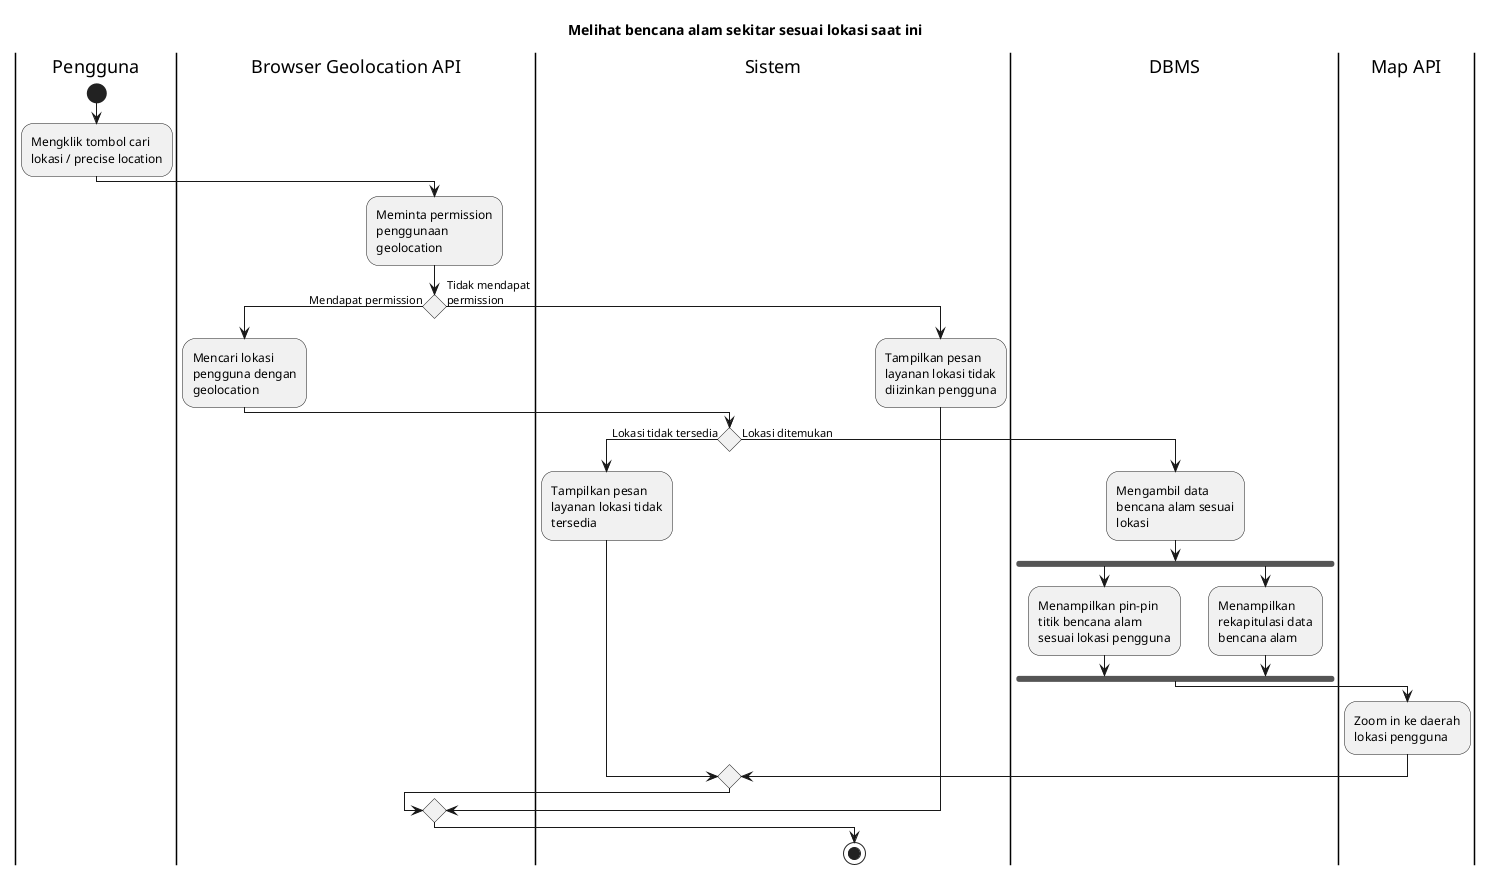 Melihat bencana alam sekitar sesuai lokasi saat ini
Pengguna
Browser Geolocation API
Sistem
DBMS
Map API
Mengklik tombol cari
lokasi / precise location
Meminta permission
penggunaan
geolocation
Mendapat permission
Tidak mendapat
permission
Mencari lokasi
pengguna dengan
geolocation
Tampilkan pesan
layanan lokasi tidak
diizinkan pengguna
Lokasi tidak tersedia
Lokasi ditemukan
Tampilkan pesan
layanan lokasi tidak
tersedia
Mengambil data
bencana alam sesuai
lokasi
Menampilkan pin-pin
titik bencana alam
sesuai lokasi pengguna
Menampilkan
rekapitulasi data
bencana alam
Zoom in ke daerah
lokasi pengguna